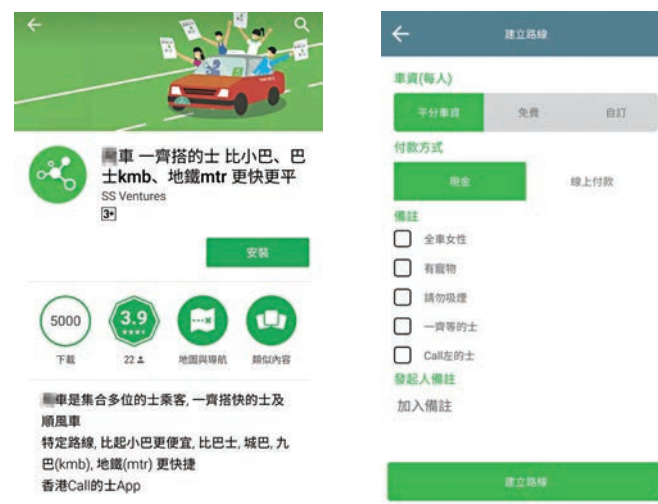 車 一齊搭的士 比小巴、巴
士kmb、地鐵mtr 更快更平
SS Ventures
3+
安裝
5000
3.9
下載
22
地圖與導航
類似內容
車是集合多位的士乘客, 一齊搭快的士及
順風車
特定路線, 比起小巴更便宜, 比巴士, 城巴, 九
巴(kmb), 地鐵(mtr) 更快捷
香港Call的士App
建立路線
車資(每人)
平分車資
免費
自訂
付款方式
現金
線上付款
備註
全車女性
有寵物
請勿吸煙
一齊等的士
Call左的士
發起人備註
加入備註
建立路線